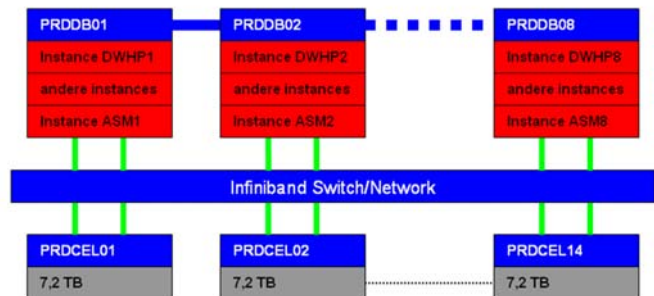 PRDDB01 PRDDB02 PRDDB08
Instance DWHP1 Instance DWHP2 Instance DWHP8
andere instances andere instances andere instances
Instance ASM1 Instance ASM2 Instance ASM8
Infiniband Switch/Network
PRDCEL01 PRDCEL02 PRDCEL14
7,2 TB 7,2 TB 7,2 TB